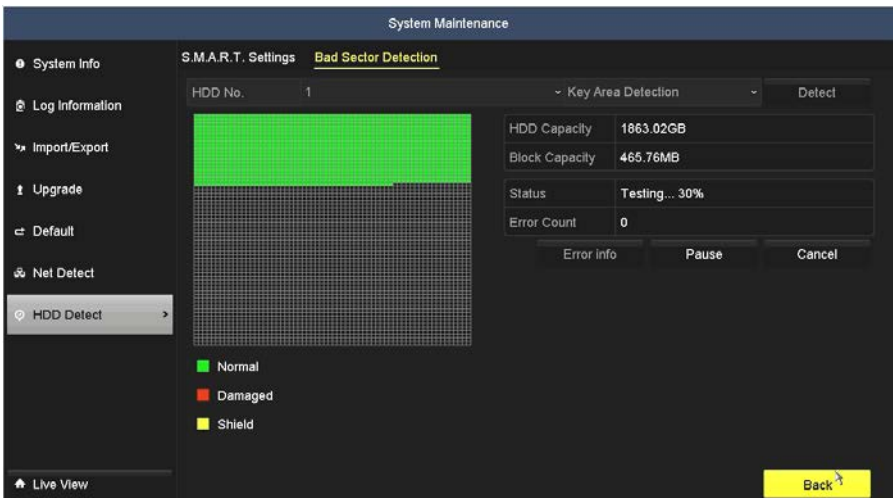 System Maintenance
System Info
Log Information
Import/Export
Upgrade
Default
Net Detect
HDD Detect
Live View
S.M.A.R.T. Settings Bad Sector Detection
HDD No. 1 Key Area Detection Detect
HDD Capacity 1863.02GB
Block Capacity 465.76MB
Status Testing... 30%
Error Count 0
Error info Pause Cancel
Normal
Damaged
Shield
Back